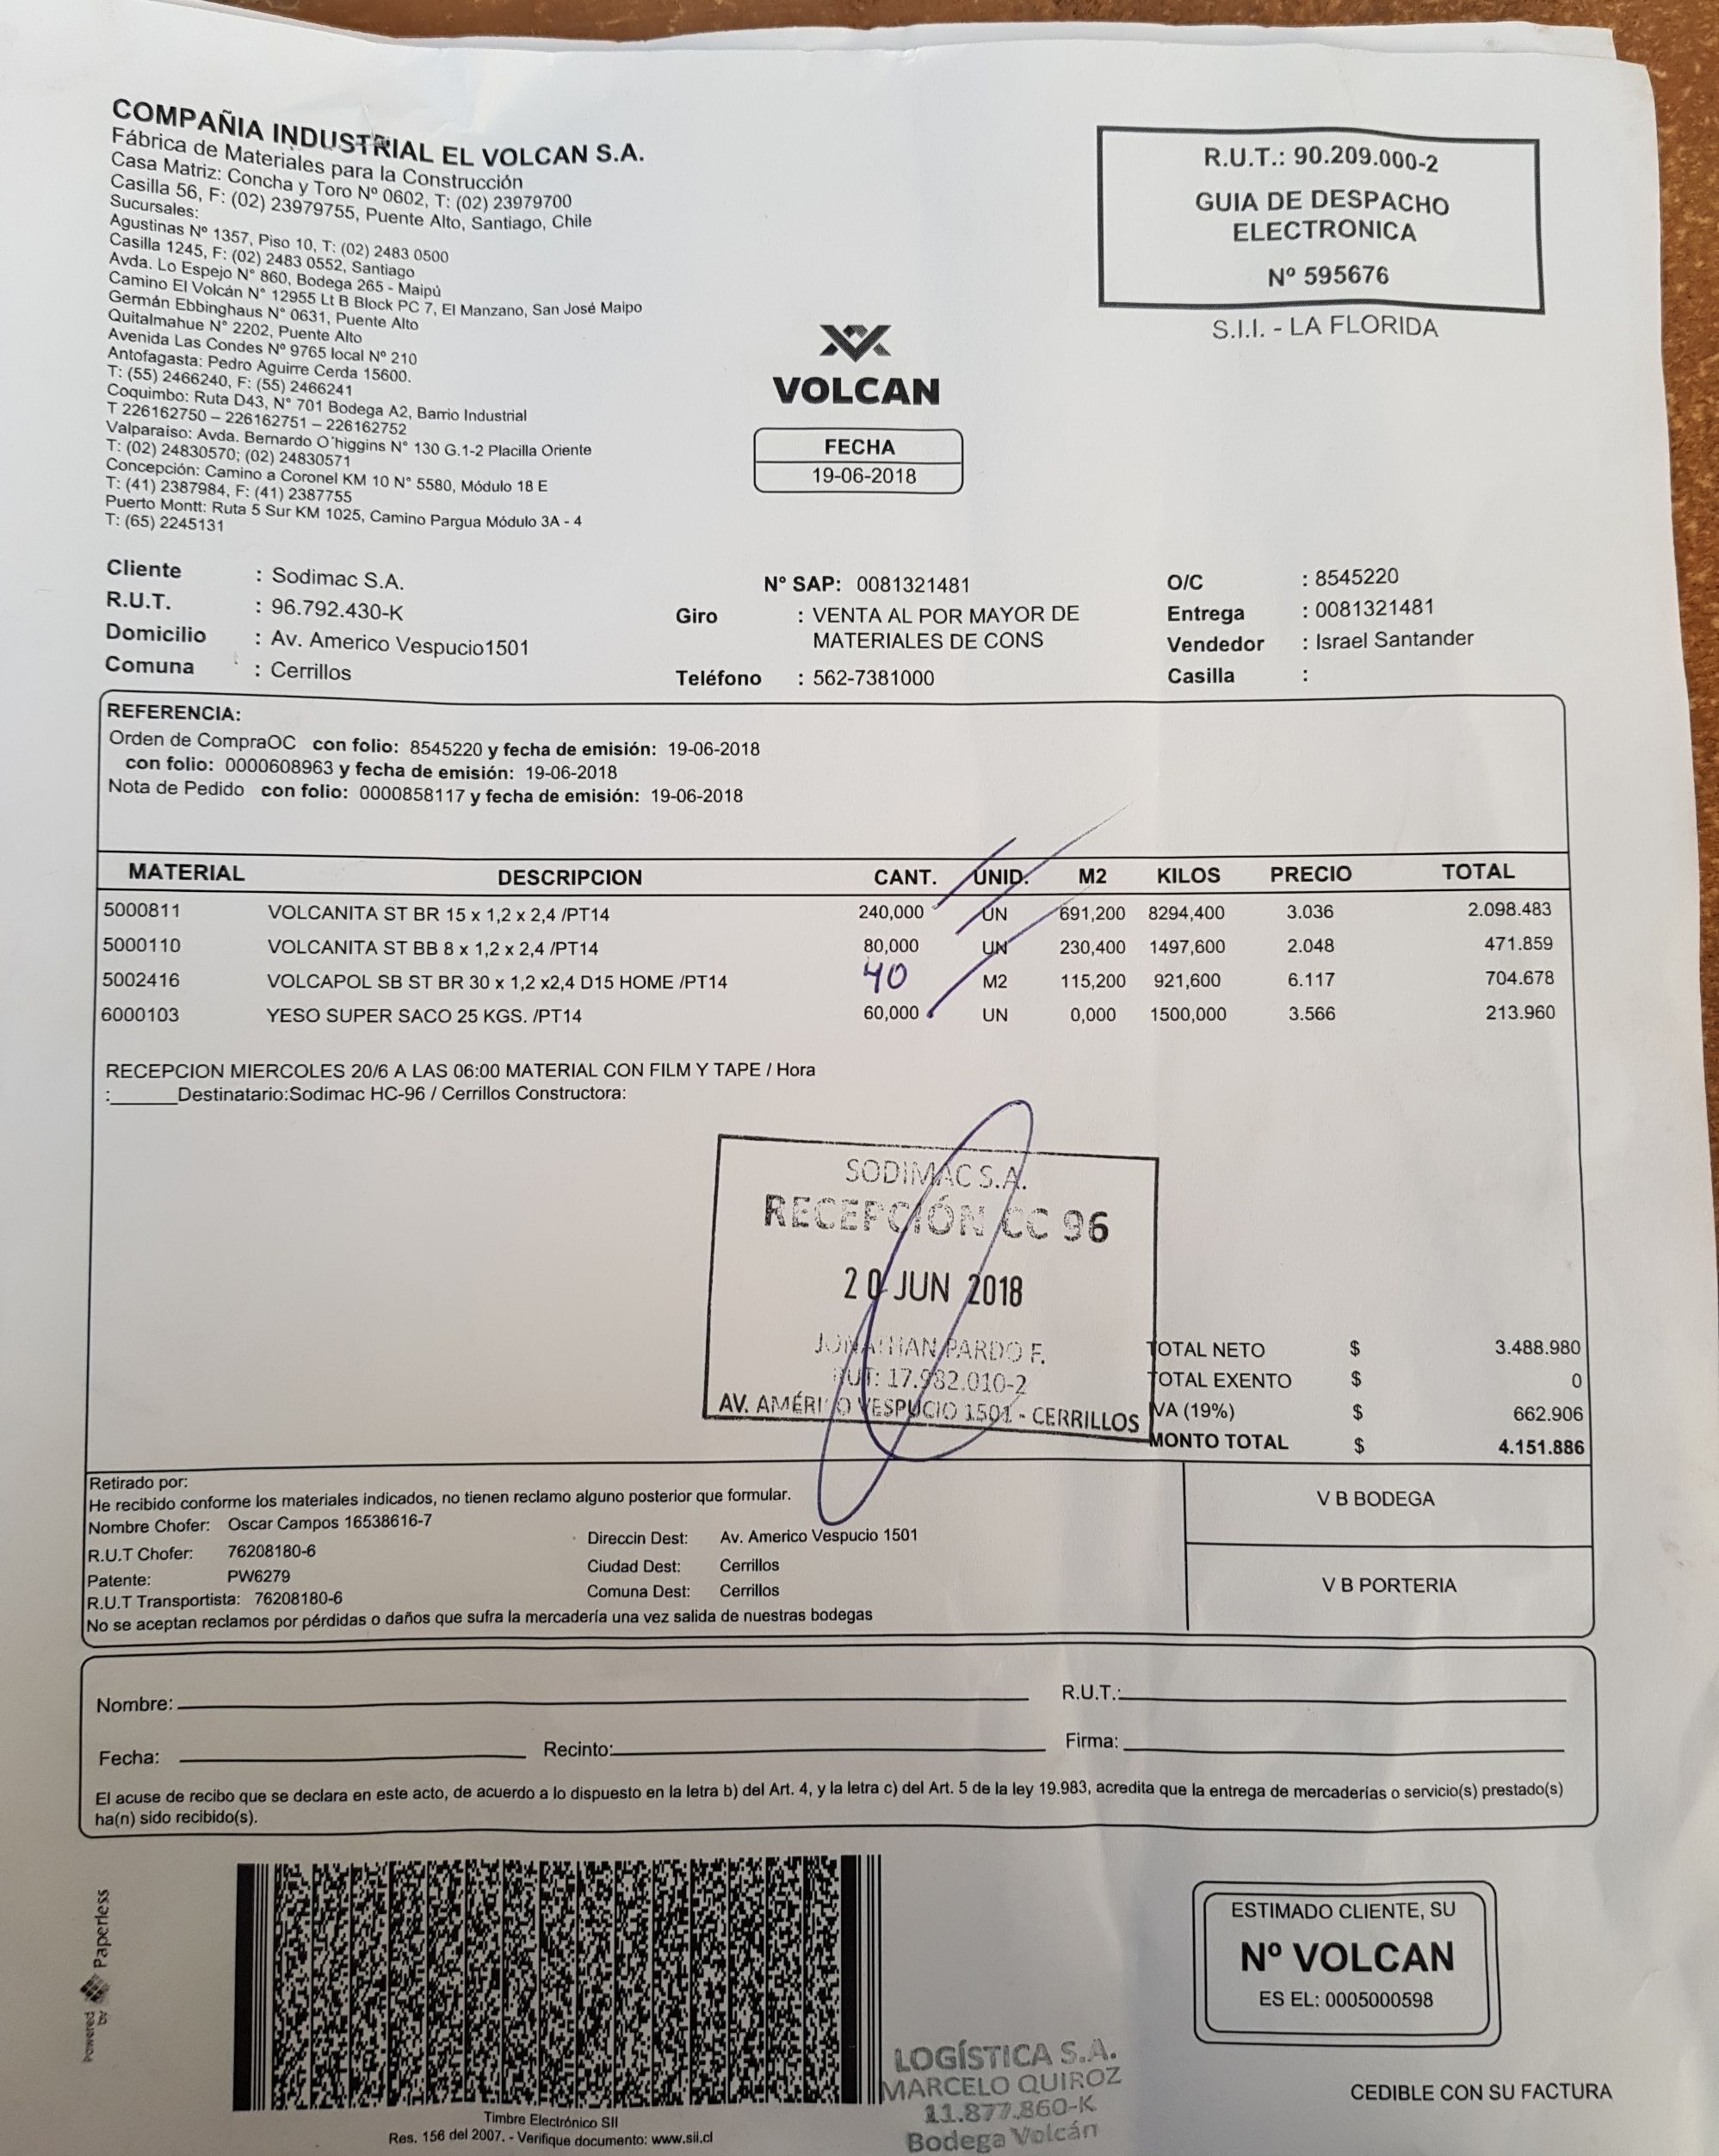 COMPAÑIA INDUSTRIAL EL VOLCAN S.A.
Fábrica de Materiales para la Construcción
Casa Matriz: Concha y Toro Nº 0602, T: (02) 23979700
Casilla 56, F: (02) 23979755, Puente Alto, Santiago, Chile
Sucursales:
Agustinas Nº 1357, Piso 10, T: (02) 2483 0500
Casilla 1245, F: (02) 2483 0552, Santiago
Avda. Lo Espejo N° 860, Bodega 265 - Maipú
Camino El Volcán N° 12955 Lt B Block PC 7, El Manzano, San José Maipo
Germán Ebbinghaus N° 0631, Puente Alto
Quitalmahue N° 2202, Puente Alto
Avenida Las Condes Nº 9765 local Nº 210
Antofagasta: Pedro Aguirre Cerda 15600.
T: (55) 2466240, F: (55) 2466241
Coquimbo: Ruta D43, N° 701 Bodega A2, Barrio Industrial
T 226162750 – 226162751 – 226162752
Valparaiso: Avda. Bernardo O´higgins N° 130 G.1-2 Placilla Oriente
T: (02) 24830570; (02) 24830571
Concepción: Camino a Coronel KM 10 N° 5580, Módulo 18 E
T: (41) 2387984, F: (41) 2387755
Puerto Montt: Ruta 5 Sur KM 1025, Camino Pargua Módulo 3A - 4
T: (65) 2245131
R.U.T.: 90.209.000-2
GUIA DE DESPACHO
ELECTRONICA
Nº 595676
S.I.I. - LA FLORIDA
VOLCAN
FECHA
19-06-2018
Cliente : Sodimac S.A.
R.U.T. : 96.792.430-K
Domicilio : Av. Americo Vespucio1501
Comuna : Cerrillos
N° SAP: 0081321481
Giro : VENTA AL POR MAYOR DE
MATERIALES DE CONS
Teléfono : 562-7381000
O/C : 8545220
Entrega : 0081321481
Vendedor : Israel Santander
Casilla :
REFERENCIA:
Orden de CompraOC con folio: 8545220 y fecha de emisión: 19-06-2018
con folio: 0000608963 y fecha de emisión: 19-06-2018
Nota de Pedido con folio: 0000858117 y fecha de emisión: 19-06-2018
MATERIAL DESCRIPCION CANT. UNID. M2 KILOS PRECIO TOTAL
5000811 VOLCANITA ST BR 15 x 1,2 x 2,4 /PT14 240,000 UN 691,200 8294,400 3.036 2.098.483
5000110 VOLCANITA ST BB 8 x 1,2 x 2,4 /PT14 80,000 UN 230,400 1497,600 2.048 471.859
5002416 VOLCAPOL SB ST BR 30 x 1,2 x2,4 D15 HOME /PT14 40 M2 115,200 921,600 6.117 704.678
6000103 YESO SUPER SACO 25 KGS. /PT14 60,000 UN 0,000 1500,000 3.566 213.960
RECEPCION MIERCOLES 20/6 A LAS 06:00 MATERIAL CON FILM Y TAPE / Hora
:______Destinatario:Sodimac HC-96 / Cerrillos Constructora:
SODIMAC S.A.
RECEPCIÓN CC 96
20 JUN 2018
JONATHAN PARDO F.
RUT: 17.982.010-2
AV. AMÉRICO VESPUCIO 1501 - CERRILLOS
TOTAL NETO $ 3.488.980
TOTAL EXENTO $ 0
IVA (19%) $ 662.906
MONTO TOTAL $ 4.151.886
Retirado por:
He recibido conforme los materiales indicados, no tienen reclamo alguno posterior que formular.
Nombre Chofer: Oscar Campos 16538616-7
R.U.T Chofer: 76208180-6
Patente: PW6279
R.U.T Transportista: 76208180-6
Direccin Dest: Av. Americo Vespucio 1501
Ciudad Dest: Cerrillos
Comuna Dest: Cerrillos
No se aceptan reclamos por pérdidas o daños que sufra la mercadería una vez salida de nuestras bodegas
V B BODEGA
V B PORTERIA
Nombre: R.U.T.:
Fecha: Recinto: Firma:
El acuse de recibo que se declara en este acto, de acuerdo a lo dispuesto en la letra b) del Art. 4, y la letra c) del Art. 5 de la ley 19.983, acredita que la entrega de mercaderías o servicio(s) prestado(s)
ha(n) sido recibido(s).
Powered by Paperless
Timbre Electrónico SII
Res. 156 del 2007. - Verifique documento: www.sii.cl
LOGÍSTICA S.A.
MARCELO QUIROZ
11.877.860-K
Bodega Volcán
ESTIMADO CLIENTE, SU
Nº VOLCAN
ES EL: 0005000598
CEDIBLE CON SU FACTURA